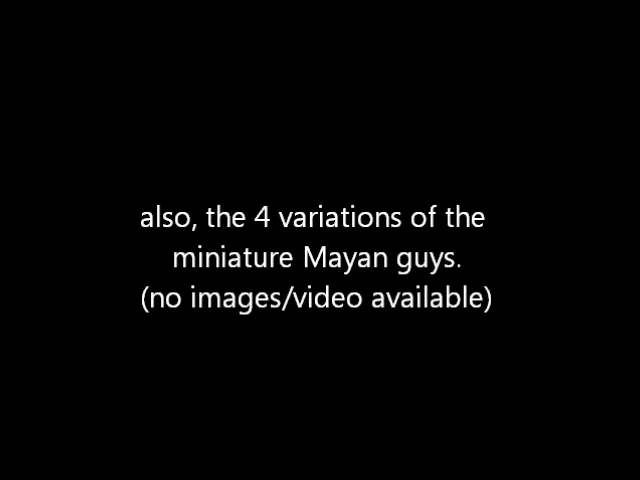 also, the 4 variations of the
miniature Mayan guys.
(no images/video available)